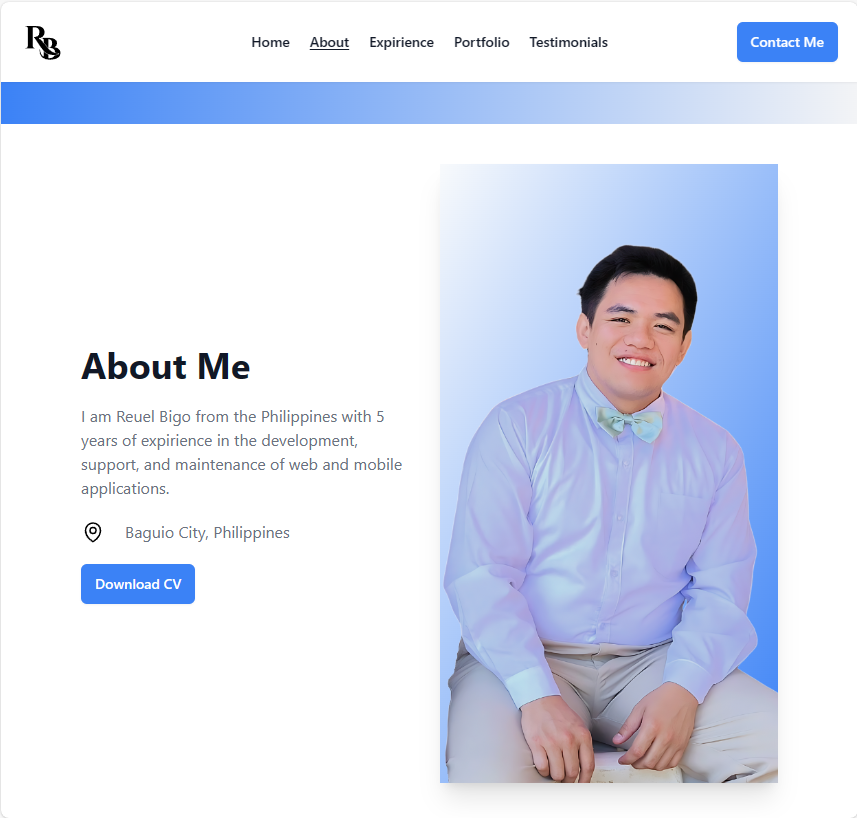 RB
Home About Expirience Portfolio Testimonials Contact Me
About Me
I am Reuel Bigo from the Philippines with 5
years of expirience in the development,
support, and maintenance of web and mobile
applications.
Baguio City, Philippines
Download CV